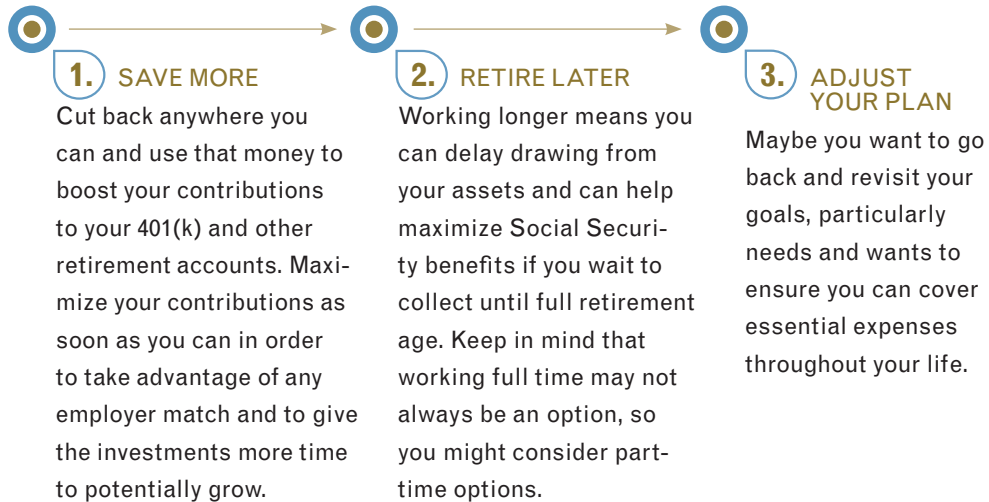 1. SAVE MORE
Cut back anywhere you
can and use that money to
boost your contributions
to your 401(k) and other
retirement accounts. Maxi-
mize your contributions as
soon as you can in order
to take advantage of any
employer match and to give
the investments more time
to potentially grow.
2. RETIRE LATER
Working longer means you
can delay drawing from
your assets and can help
maximize Social Securi-
ty benefits if you wait to
collect until full retirement
age. Keep in mind that
working full time may not
always be an option, so
you might consider part-
time options.
3. ADJUST
YOUR PLAN
Maybe you want to go
back and revisit your
goals, particularly
needs and wants to
ensure you can cover
essential expenses
throughout your life.